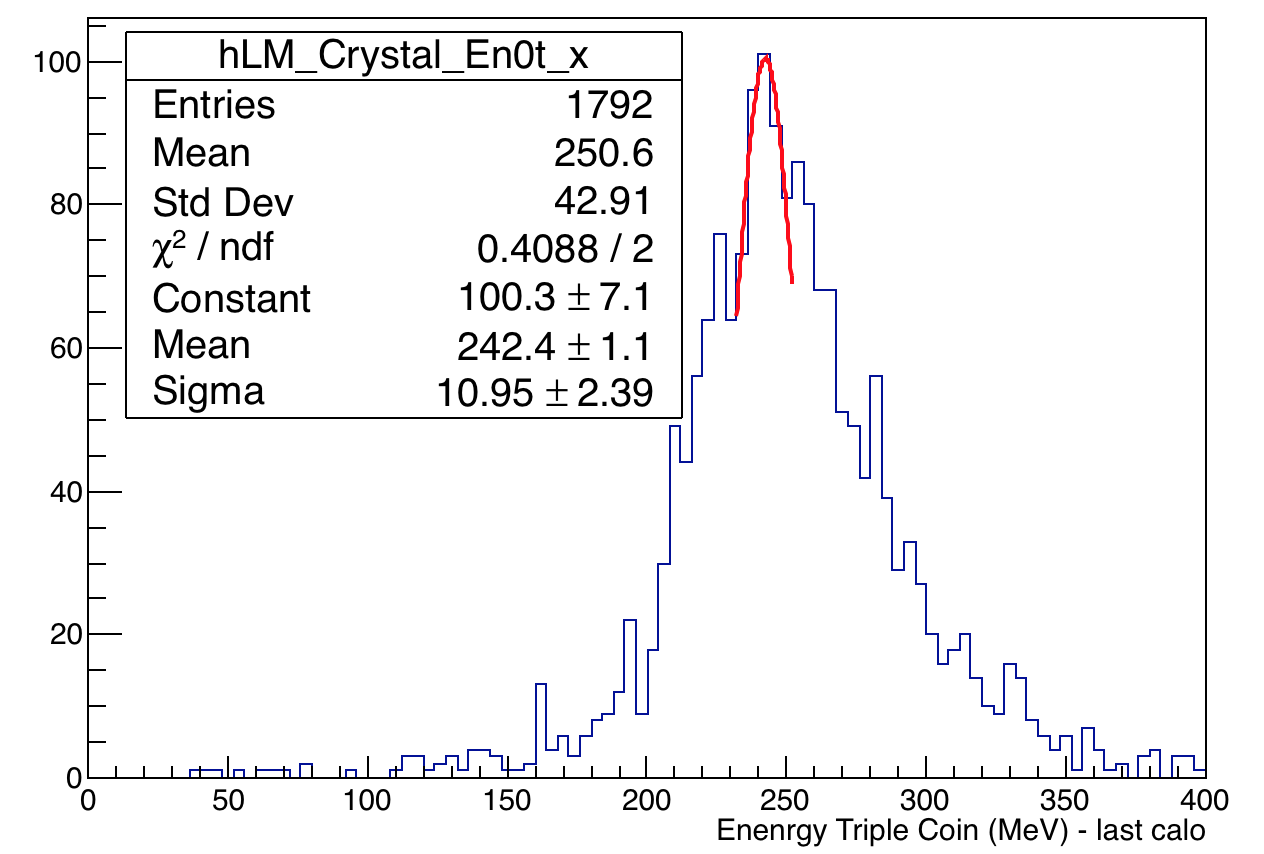 hLM_Crystal_En0t_x
Entries 1792
Mean 250.6
Std Dev 42.91
χ² / ndf 0.4088 / 2
Constant 100.3 ± 7.1
Mean 242.4 ± 1.1
Sigma 10.95 ± 2.39
100
80
60
40
20
0
0 50 100 150 200 250 300 350 400
Enenrgy Triple Coin (MeV) - last calo